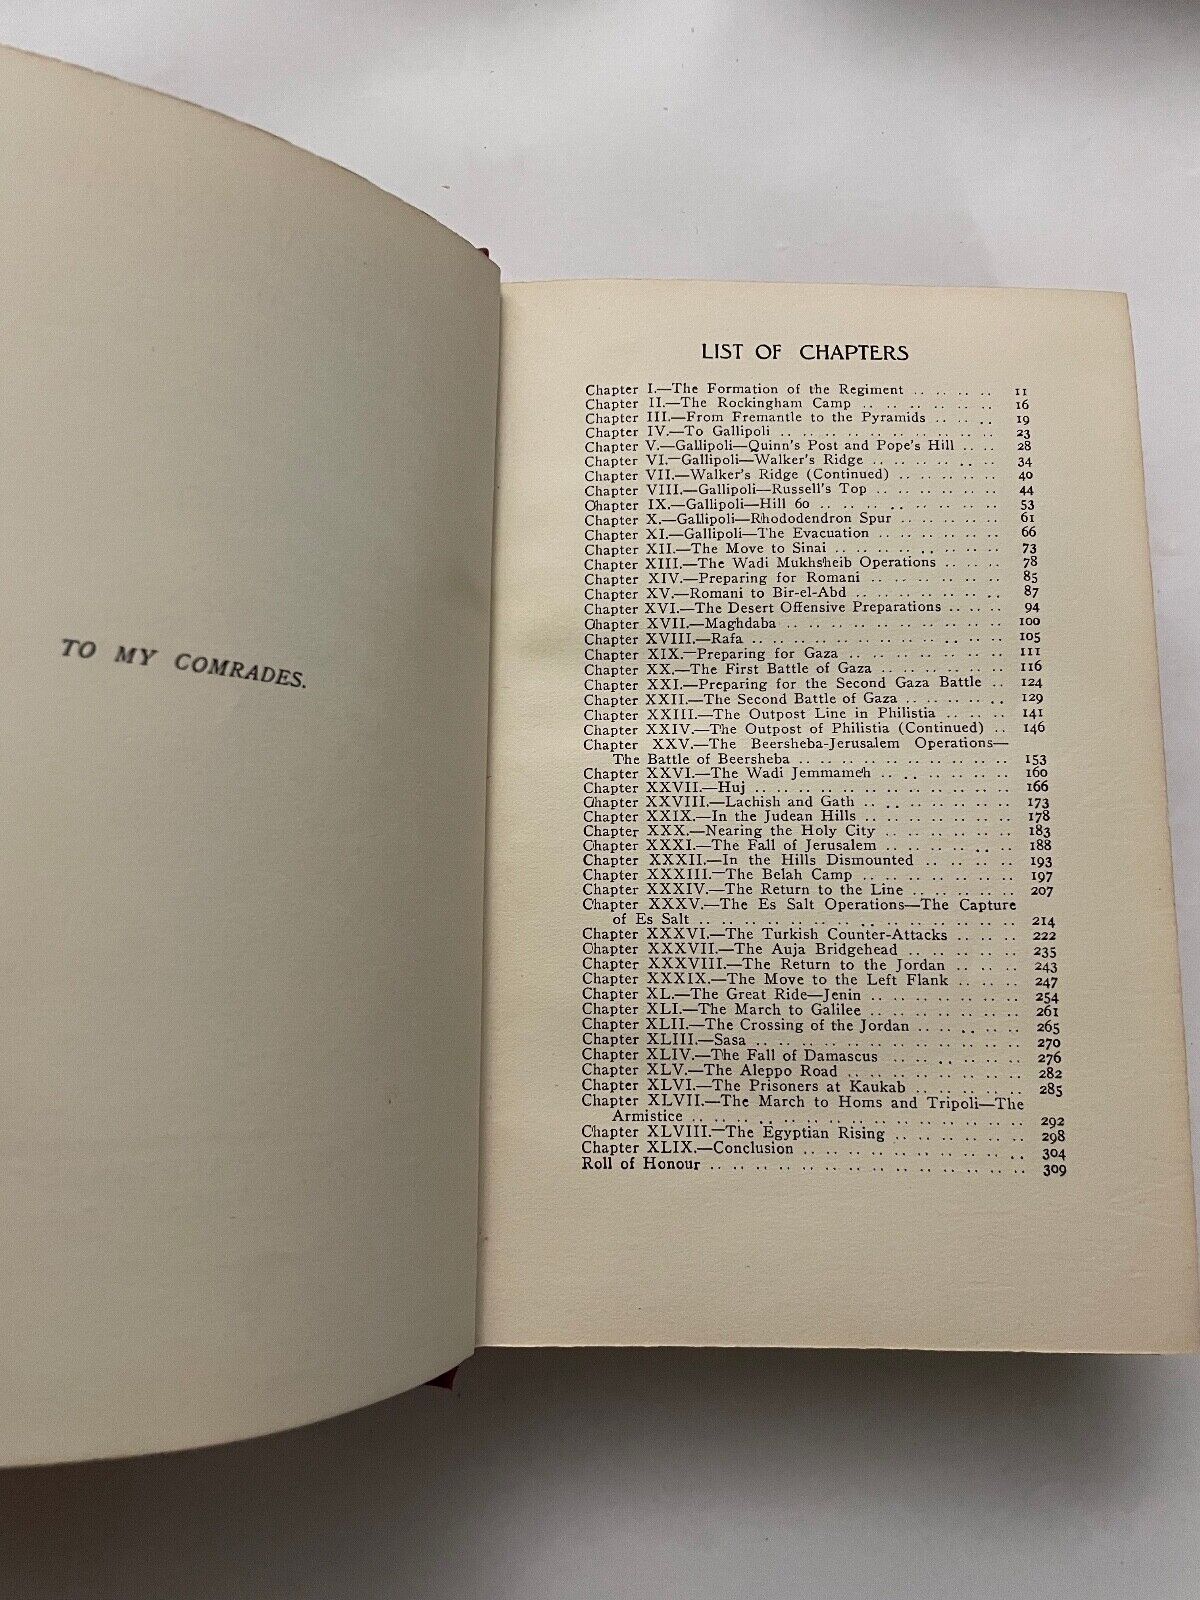 TO MY COMRADES.
LIST OF CHAPTERS
Chapter I.—The Formation of the Regiment .. .. .. .. 11
Chapter II.—The Rockingham Camp .. .. .. .. .. .. 16
Chapter III.—From Fremantle to the Pyramids .. .. .. 19
Chapter IV.—To Gallipoli .. .. .. .. .. .. .. .. .. 23
Chapter V.—Gallipoli—Quinn's Post and Pope's Hill .. .. 28
Chapter VI.—Gallipoli—Walker's Ridge .. .. .. .. .. .. 34
Chapter VII.—Walker's Ridge (Continued) .. .. .. .. .. 40
Chapter VIII.—Gallipoli—Russell's Top .. .. .. .. .. .. 44
Chapter IX.—Gallipoli—Hill 60 .. .. .. .. .. .. .. .. 53
Chapter X.—Gallipoli—Rhododendron Spur .. .. .. .. .. 61
Chapter XI.—Gallipoli—The Evacuation .. .. .. .. .. .. 66
Chapter XII.—The Move to Sinai .. .. .. .. .. .. .. .. 73
Chapter XIII.—The Wadi Mukhsheib Operations .. .. .. 78
Chapter XIV.—Preparing for Romani .. .. .. .. .. .. 85
Chapter XV.—Romani to Bir-el-Abd .. .. .. .. .. .. .. 87
Chapter XVI.—The Desert Offensive Preparations .. .. .. 94
Chapter XVII.—Maghdaba .. .. .. .. .. .. .. .. .. .. 100
Chapter XVIII.—Rafa .. .. .. .. .. .. .. .. .. .. .. 105
Chapter XIX.—Preparing for Gaza .. .. .. .. .. .. .. 111
Chapter XX.—The First Battle of Gaza .. .. .. .. .. .. 116
Chapter XXI.—Preparing for the Second Gaza Battle .. 124
Chapter XXII.—The Second Battle of Gaza .. .. .. .. .. 129
Chapter XXIII.—The Outpost Line in Philistia .. .. .. 141
Chapter XXIV.—The Outpost of Philistia (Continued) .. 146
Chapter XXV.—The Beersheba-Jerusalem Operations—
The Battle of Beersheba .. .. .. .. .. .. .. .. .. .. 153
Chapter XXVI.—The Wadi Jemmameh .. .. .. .. .. .. 160
Chapter XXVII.—Huj .. .. .. .. .. .. .. .. .. .. .. 166
Chapter XXVIII.—Lachish and Gath .. .. .. .. .. .. .. 173
Chapter XXIX.—In the Judean Hills .. .. .. .. .. .. .. 178
Chapter XXX.—Nearing the Holy City .. .. .. .. .. .. 183
Chapter XXXI.—The Fall of Jerusalem .. .. .. .. .. .. 188
Chapter XXXII.—In the Hills Dismounted .. .. .. .. 193
Chapter XXXIII.—The Belah Camp .. .. .. .. .. .. .. 197
Chapter XXXIV.—The Return to the Line .. .. .. .. .. 207
Chapter XXXV.—The Es Salt Operations—The Capture
of Es Salt .. .. .. .. .. .. .. .. .. .. .. .. .. .. 214
Chapter XXXVI.—The Turkish Counter-Attacks .. .. .. 222
Chapter XXXVII.—The Auja Bridgehead .. .. .. .. .. 235
Chapter XXXVIII.—The Return to the Jordan .. .. .. 243
Chapter XXXIX.—The Move to the Left Flank .. .. .. 247
Chapter XL.—The Great Ride—Jenin .. .. .. .. .. .. .. 254
Chapter XLI.—The March to Galilee .. .. .. .. .. .. .. 261
Chapter XLII.—The Crossing of the Jordan .. .. .. .. .. 265
Chapter XLIII.—Sasa .. .. .. .. .. .. .. .. .. .. .. .. 270
Chapter XLIV.—The Fall of Damascus .. .. .. .. .. .. 276
Chapter XLV.—The Aleppo Road .. .. .. .. .. .. .. .. 282
Chapter XLVI.—The Prisoners at Kaukab .. .. .. .. .. 285
Chapter XLVII.—The March to Homs and Tripoli—The
Armistice .. .. .. .. .. .. .. .. .. .. .. .. .. .. .. 292
Chapter XLVIII.—The Egyptian Rising .. .. .. .. .. .. 298
Chapter XLIX.—Conclusion .. .. .. .. .. .. .. .. .. .. 304
Roll of Honour .. .. .. .. .. .. .. .. .. .. .. .. .. .. 309